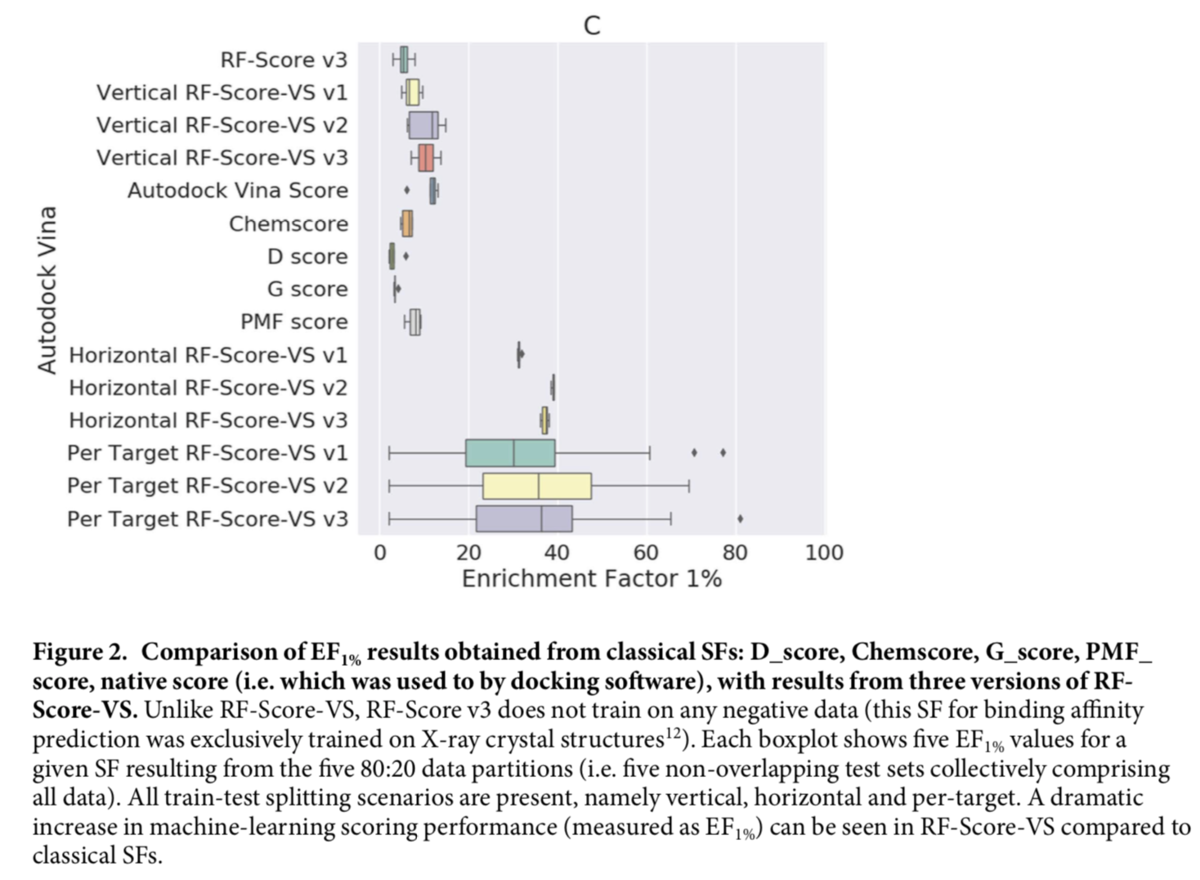 C
RF-Score v3
Vertical RF-Score-VS v1
Vertical RF-Score-VS v2
Vertical RF-Score-VS v3
Autodock Vina Score
Chemscore
D score
G score
PMF score
Horizontal RF-Score-VS v1
Horizontal RF-Score-VS v2
Horizontal RF-Score-VS v3
Per Target RF-Score-VS v1
Per Target RF-Score-VS v2
Per Target RF-Score-VS v3
Autodock Vina
0 20 40 60 80 100
Enrichment Factor 1%
Figure 2. Comparison of EF1% results obtained from classical SFs: D_score, Chemscore, G_score, PMF_
score, native score (i.e. which was used to by docking software), with results from three versions of RF-
Score-VS. Unlike RF-Score-VS, RF-Score v3 does not train on any negative data (this SF for binding affinity
prediction was exclusively trained on X-ray crystal structures12). Each boxplot shows five EF1% values for a
given SF resulting from the five 80:20 data partitions (i.e. five non-overlapping test sets collectively comprising
all data). All train-test splitting scenarios are present, namely vertical, horizontal and per-target. A dramatic
increase in machine-learning scoring performance (measured as EF1%) can be seen in RF-Score-VS compared to
classical SFs.